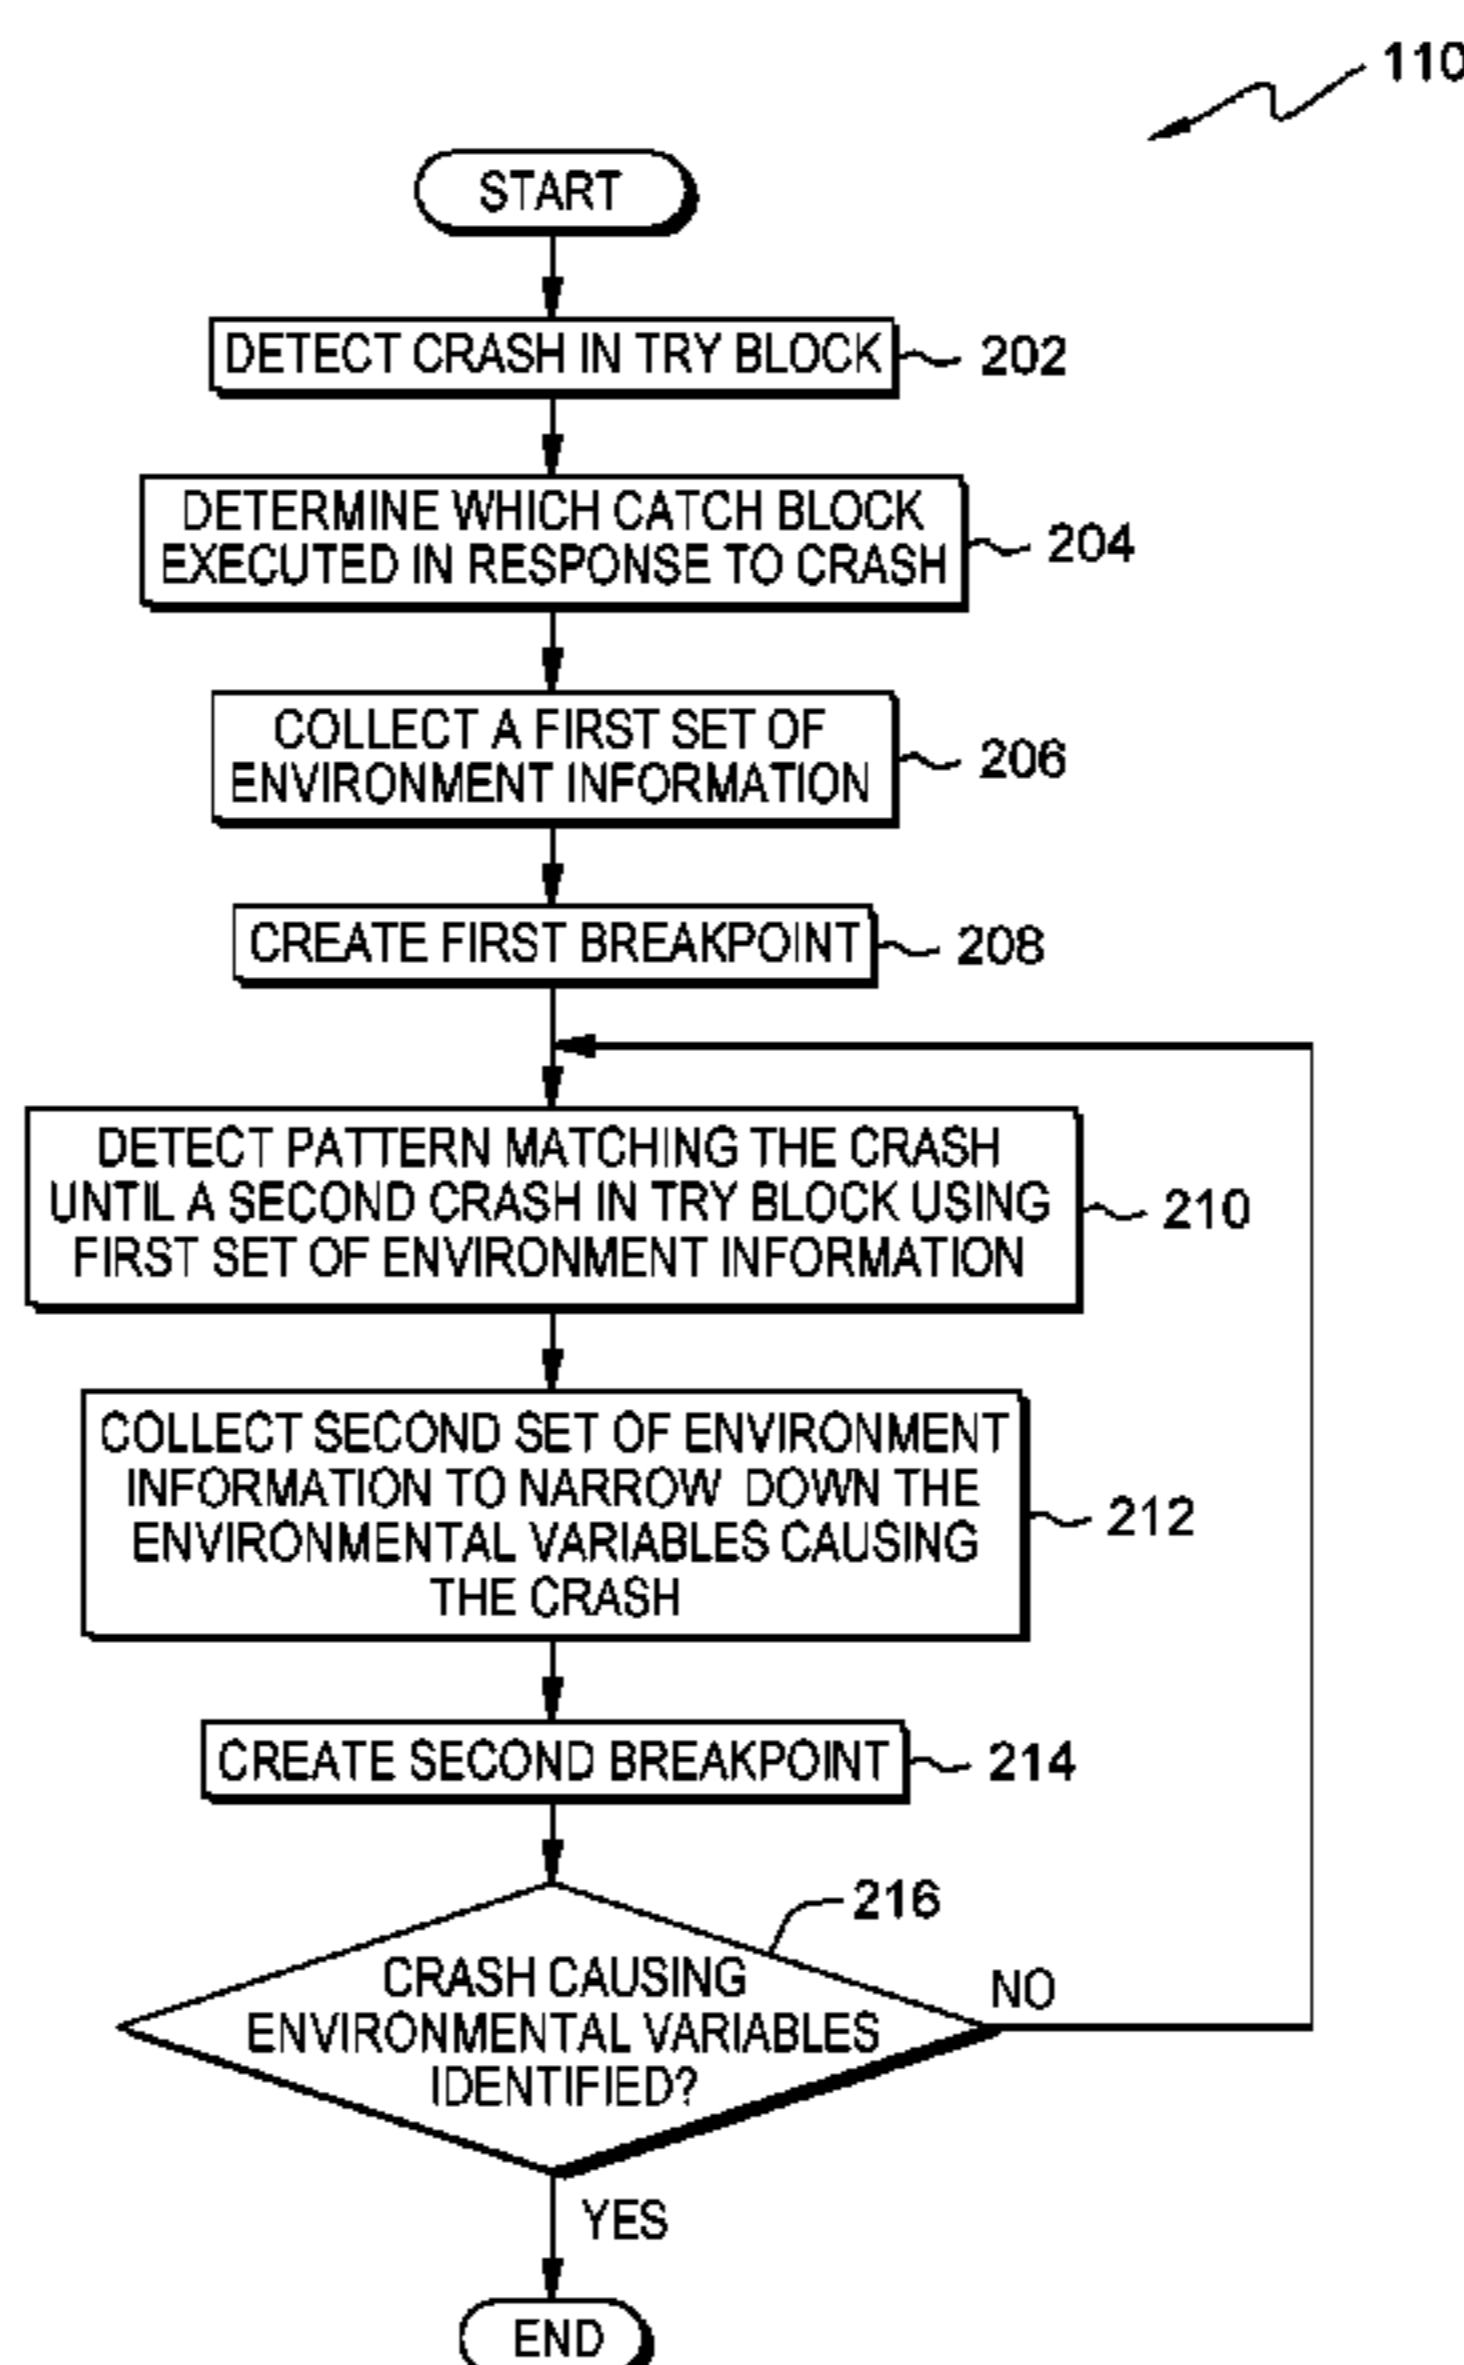 110
START
DETECT CRASH IN TRY BLOCK
202
DETERMINE WHICH CATCH BLOCK
EXECUTED IN RESPONSE TO CRASH
204
COLLECT A FIRST SET OF
ENVIRONMENT INFORMATION
206
CREATE FIRST BREAKPOINT
208
DETECT PATTERN MATCHING THE CRASH
UNTIL A SECOND CRASH IN TRY BLOCK USING
FIRST SET OF ENVIRONMENT INFORMATION
210
COLLECT SECOND SET OF ENVIRONMENT
INFORMATION TO NARROW DOWN THE
ENVIRONMENTAL VARIABLES CAUSING
THE CRASH
212
CREATE SECOND BREAKPOINT
214
216
CRASH CAUSING
ENVIRONMENTAL VARIABLES
IDENTIFIED?
NO
YES
END